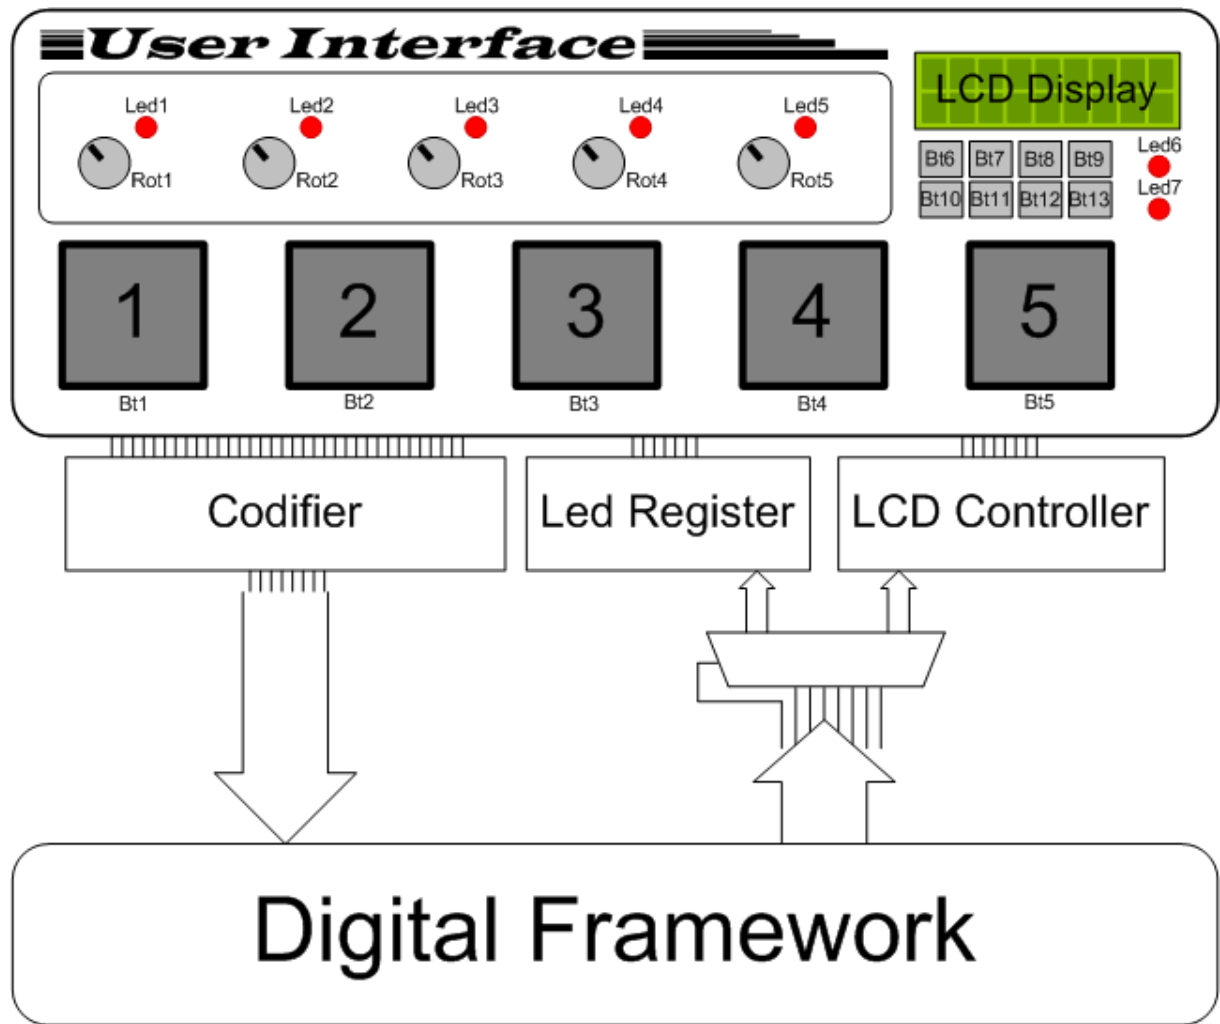 User Interface
LCD Display
Led1 Led2 Led3 Led4 Led5
Rot1 Rot2 Rot3 Rot4 Rot5
Led6
Bt6 Bt7 Bt8 Bt9
Led7
Bt10 Bt11 Bt12 Bt13
1 2 3 4 5
Bt1 Bt2 Bt3 Bt4 Bt5
Codifier Led Register LCD Controller
Digital Framework